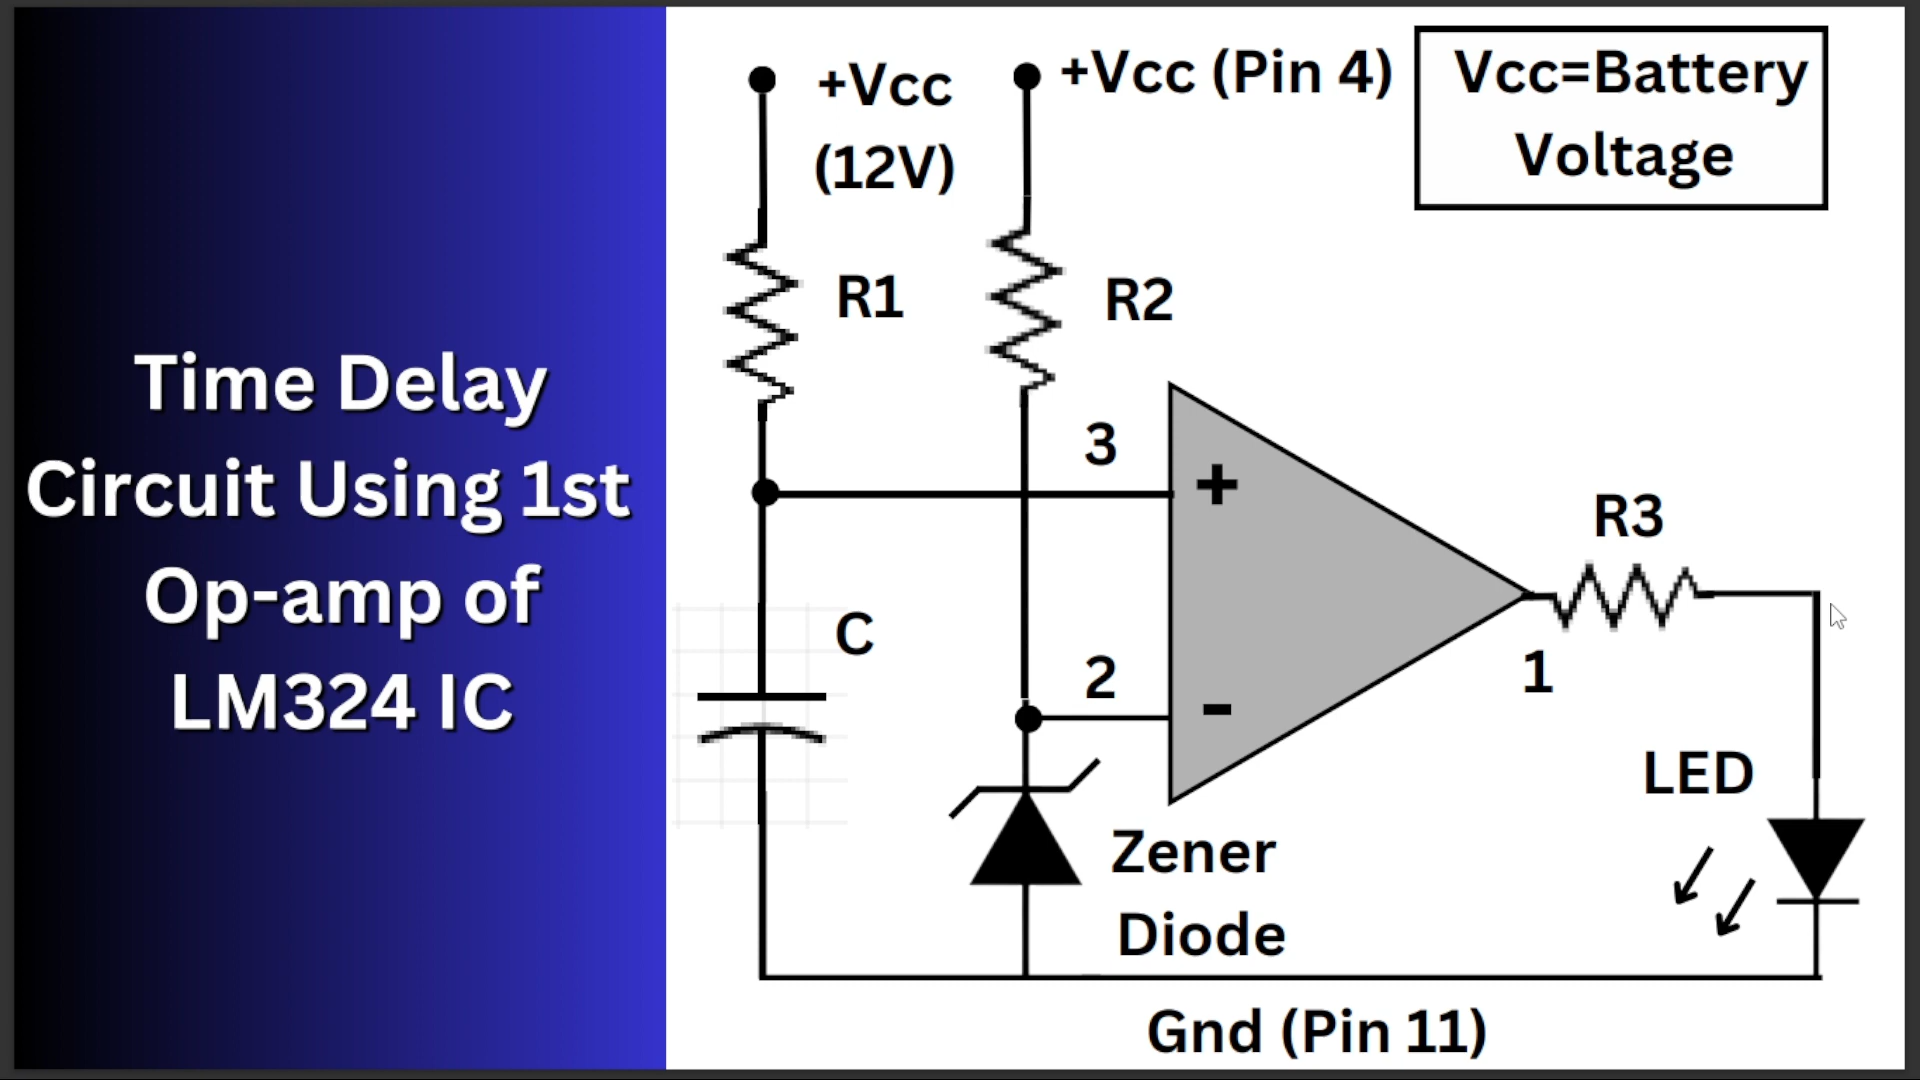 Time Delay
Circuit Using 1st
Op-amp of
LM324 IC
+Vcc
(12V)
+Vcc (Pin 4)
Vcc=Battery
Voltage
R1
R2
3
+
R3
C
2
-
1
LED
Zener
Diode
Gnd (Pin 11)